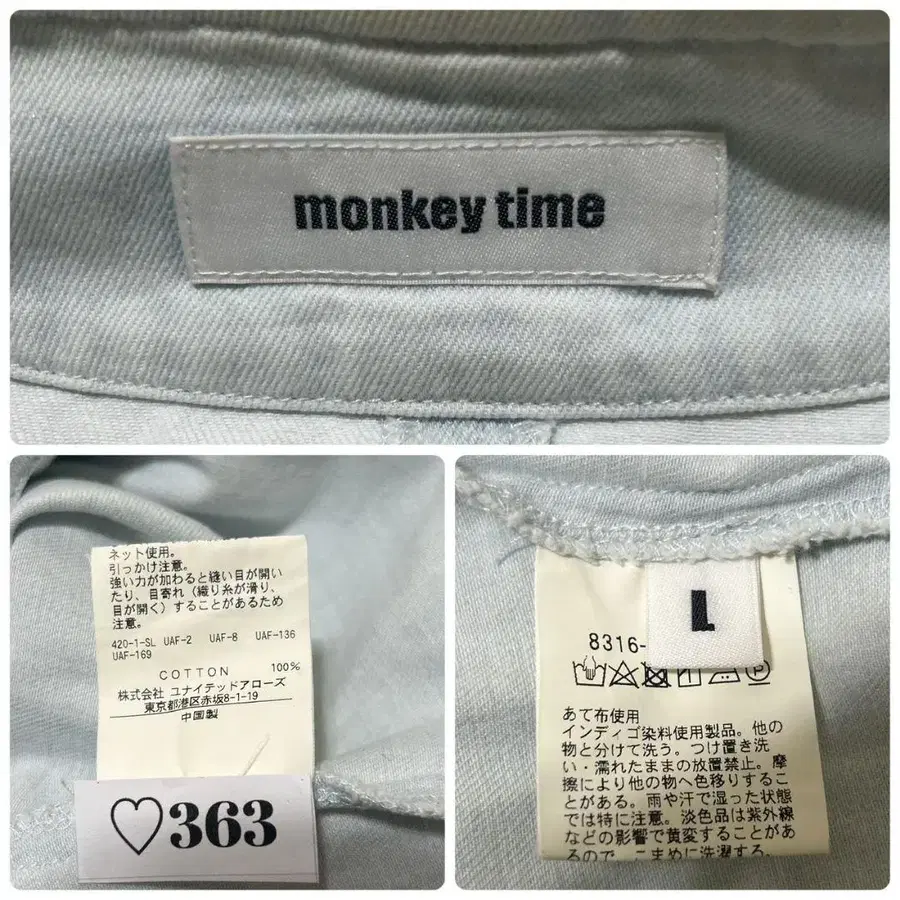 monkey time
ネット使用。
引っかけ注意。
強い力が加わると縫い目が開い
たり、目寄れ（織り糸が滑り、
目が開く）することがあるため
注意。
420-1-SL UAF-2 UAF-8 UAF-136
UAF-169
COTTON 100%
株式会社 ユナイテッドアローズ
東京都港区赤坂8-1-19
中国製
♡363
L
8316-
あて布使用
インディゴ染料使用製品。他の
物と分けて洗う。つけ置き洗
い・濡れたままの放置禁止。摩
擦により他の物へ色移りするこ
とがある。雨や汗で湿った状態
では特に注意。淡色品は紫外線
などの影響で黄変することがあ
るので、こまめに洗濯する。